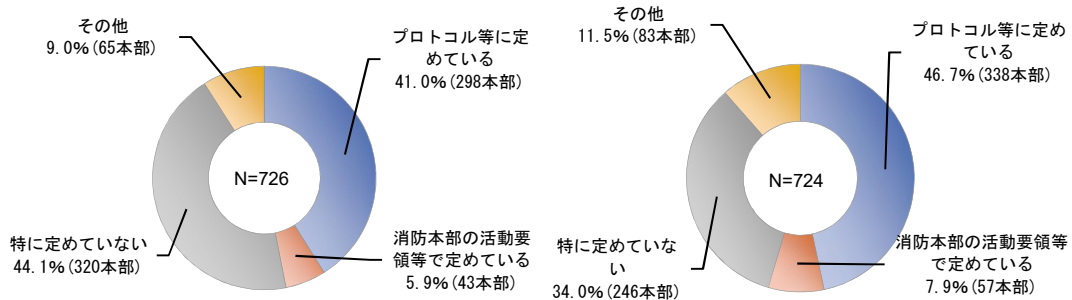 その他
9.0%(65本部)
プロトコル等に定
めている
41.0%(298本部)
N=726
特に定めていない
44.1%(320本部)
消防本部の活動要
領等で定めている
5.9%(43本部)
その他
11.5%(83本部)
プロトコル等に定め
ている
46.7%(338本部)
N=724
特に定めていな
い
34.0%(246本部)
消防本部の活動要領等
で定めている
7.9%(57本部)